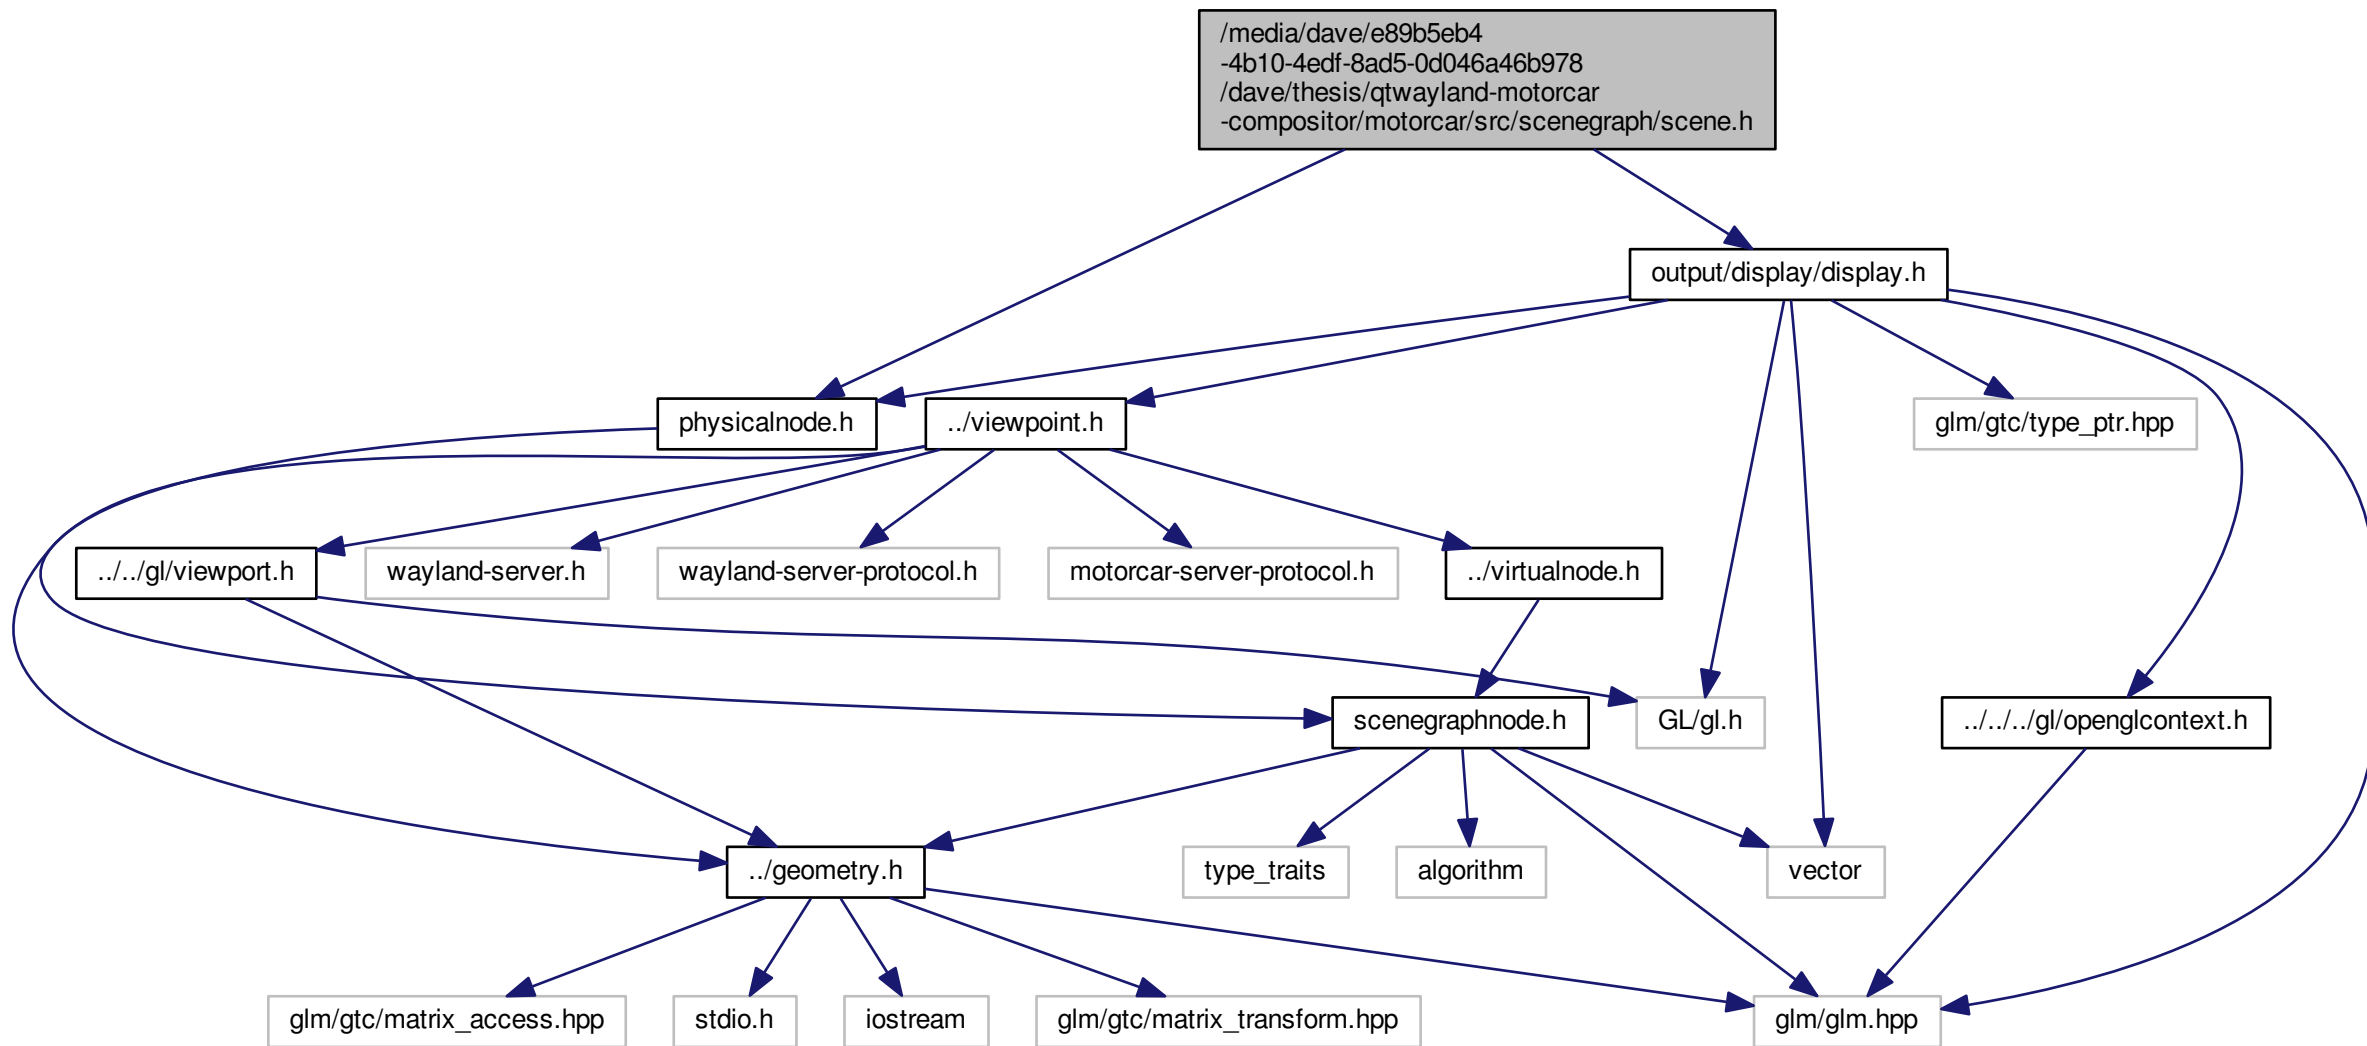 /media/dave/e89b5eb4
-4b10-4edf-8ad5-0d046a46b978
/dave/thesis/qtwayland-motorcar
-compositor/motorcar/src/scenegraph/scene.h
output/display/display.h
physicalnode.h
../viewpoint.h
glm/gtc/type_ptr.hpp
../../gl/viewport.h
wayland-server.h
wayland-server-protocol.h
motorcar-server-protocol.h
../virtualnode.h
scenegraphnode.h
GL/gl.h
../../../gl/openglcontext.h
../geometry.h
type_traits
algorithm
vector
glm/gtc/matrix_access.hpp
stdio.h
iostream
glm/gtc/matrix_transform.hpp
glm/glm.hpp